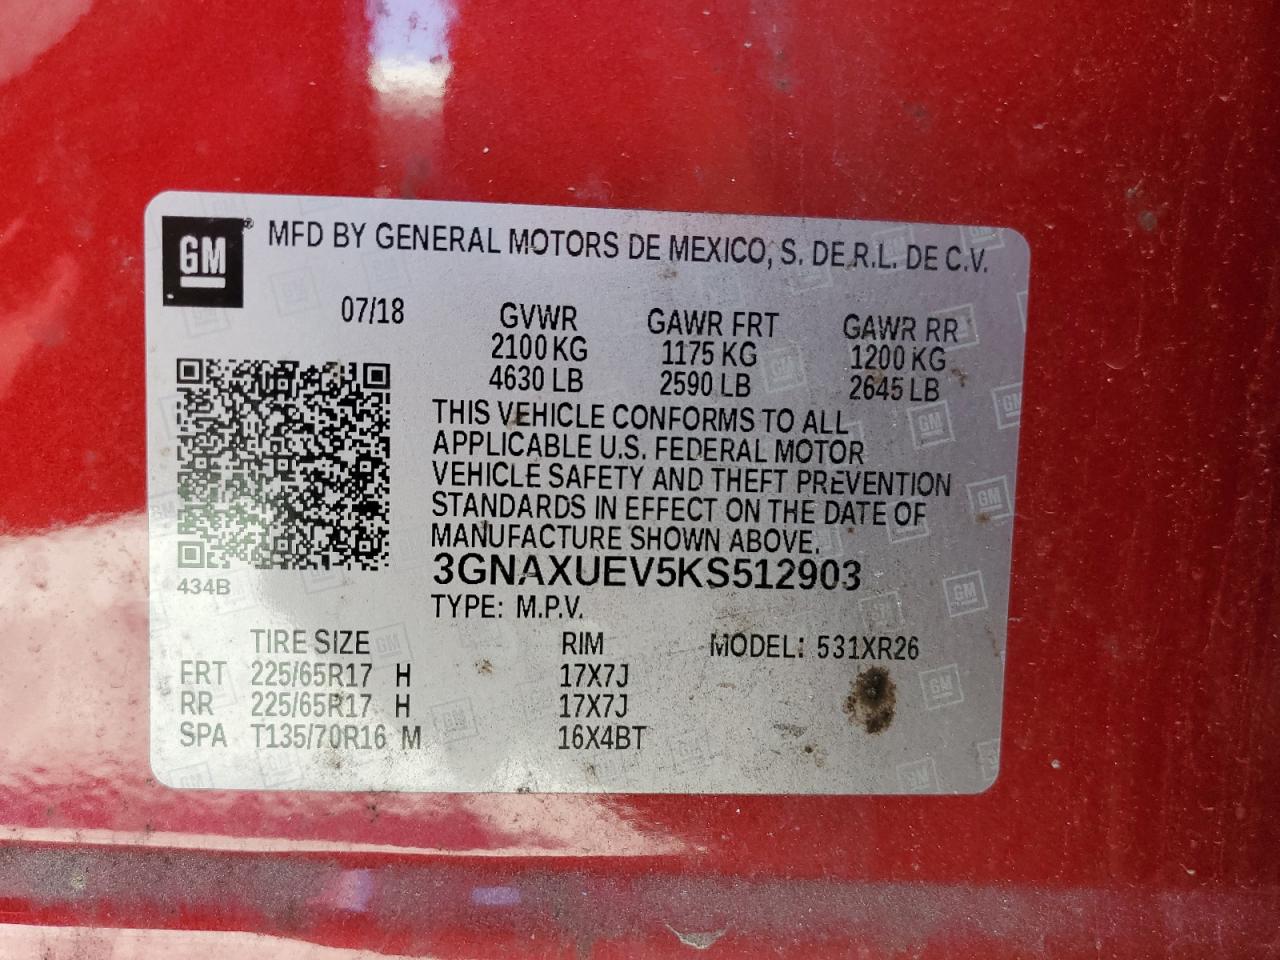 GM ® MFD BY GENERAL MOTORS DE MEXICO, S. DE R.L. DE C.V.
07/18 GVWR GAWR FRT GAWR RR
2100 KG 1175 KG 1200 KG
4630 LB 2590 LB 2645 LB
THIS VEHICLE CONFORMS TO ALL
APPLICABLE U.S. FEDERAL MOTOR
VEHICLE SAFETY AND THEFT PREVENTION
STANDARDS IN EFFECT ON THE DATE OF
MANUFACTURE SHOWN ABOVE.
434B 3GNAXUEV5KS512903
TYPE: M.P.V.
TIRE SIZE RIM MODEL: 531XR26
FRT 225/65R17 H 17X7J
RR 225/65R17 H 17X7J
SPA T135/70R16 M 16X4BT